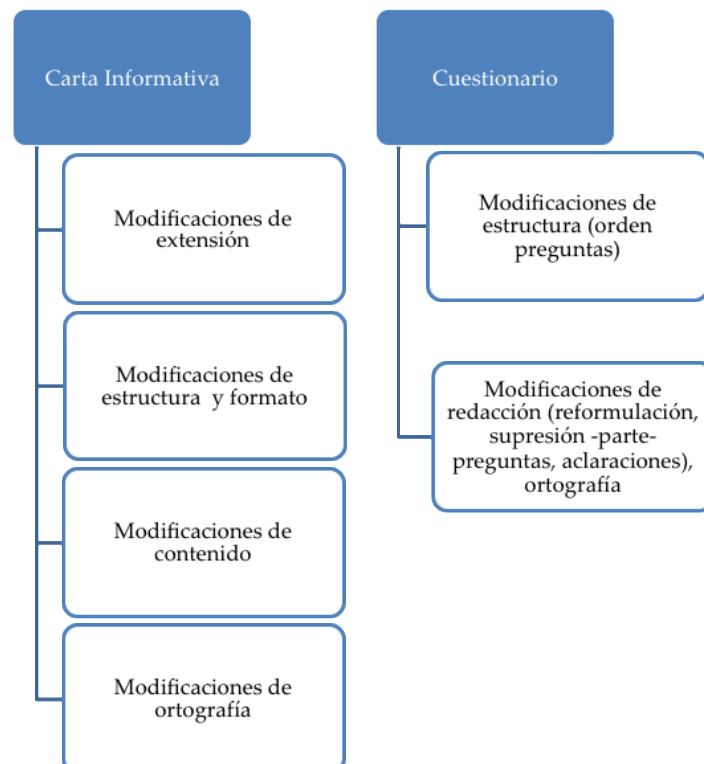 Carta Informativa
Modificaciones de
extensión
Modificaciones de
estructura y formato
Modificaciones de
contenido
Modificaciones de
ortografía
Cuestionario
Modificaciones de
estructura (orden
preguntas)
Modificaciones de
redacción (reformulación,
supresión -parte-
preguntas, aclaraciones),
ortografía